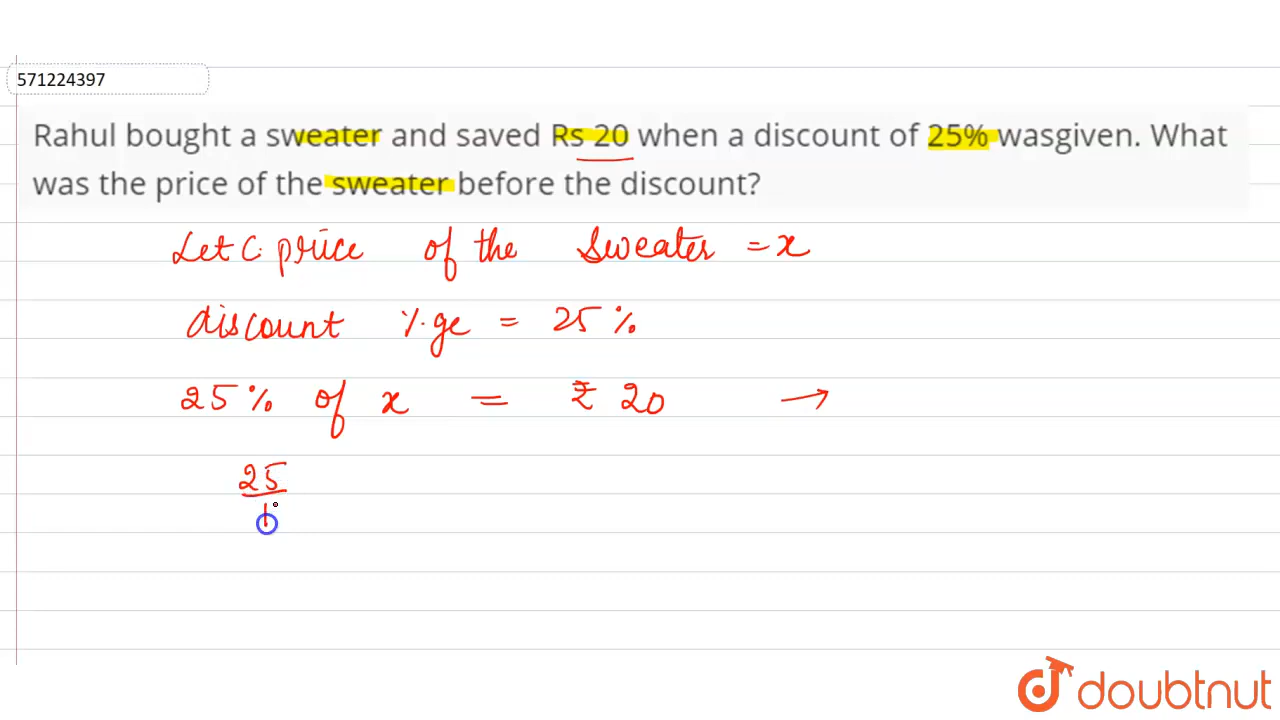 571224397
Rahul bought a sweater and saved Rs 20 when a discount of 25% wasgiven. What
was the price of the sweater before the discount?
Let C. price of the Sweater = x
discount %ge = 25%
25% of x = ₹ 20 →
25
1
doubtnut